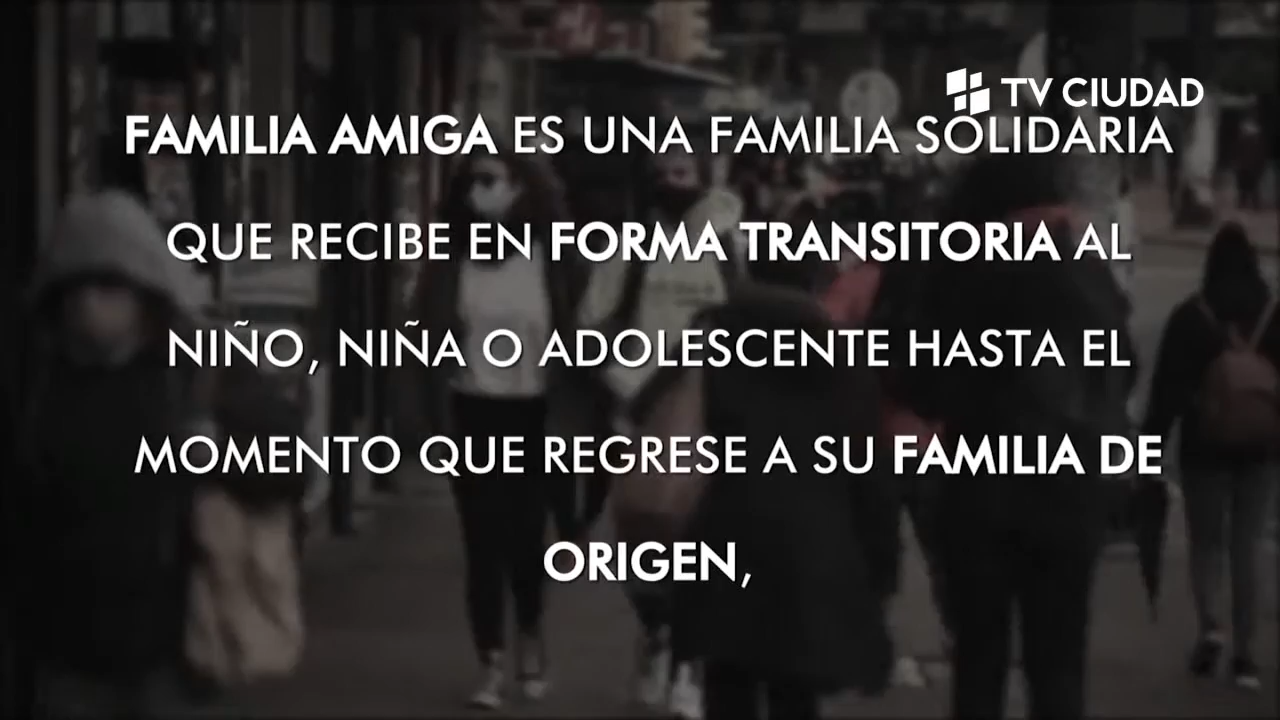 TV CIUDAD
FAMILIA AMIGA ES UNA FAMILIA SOLIDARIA
QUE RECIBE EN FORMA TRANSITORIA AL
NIÑO, NIÑA O ADOLESCENTE HASTA EL
MOMENTO QUE REGRESE A SU FAMILIA DE
ORIGEN,